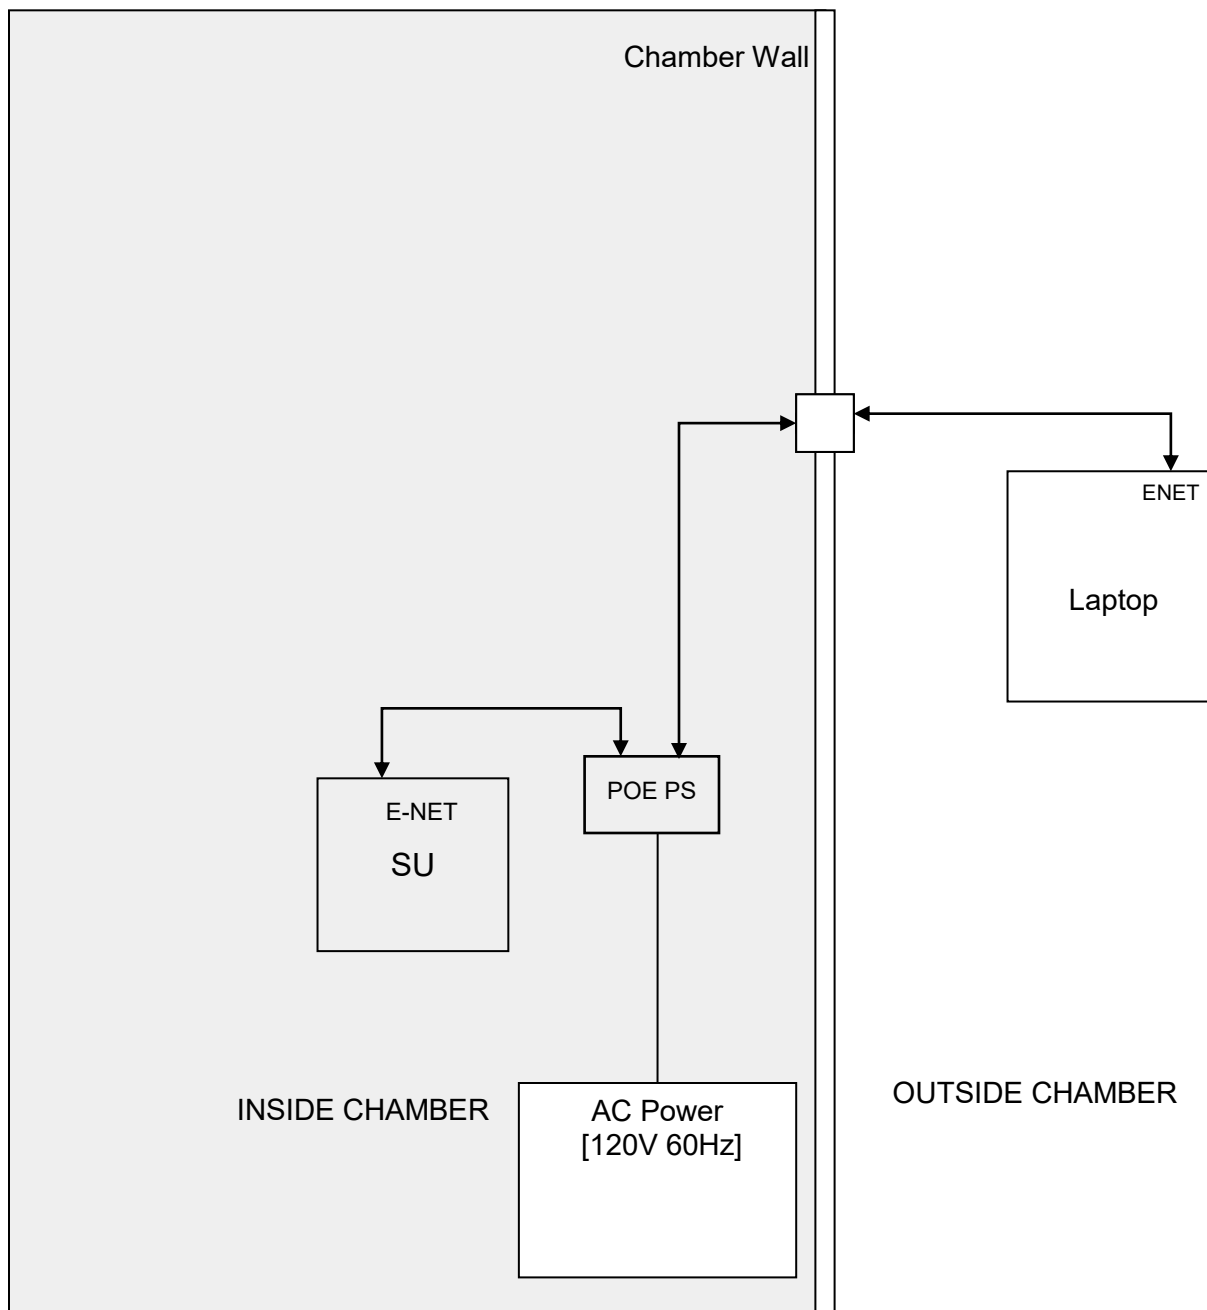 Chamber Wall
ENET
Laptop
POE PS
E-NET
SU
INSIDE CHAMBER
AC Power
[120V 60Hz]
OUTSIDE CHAMBER